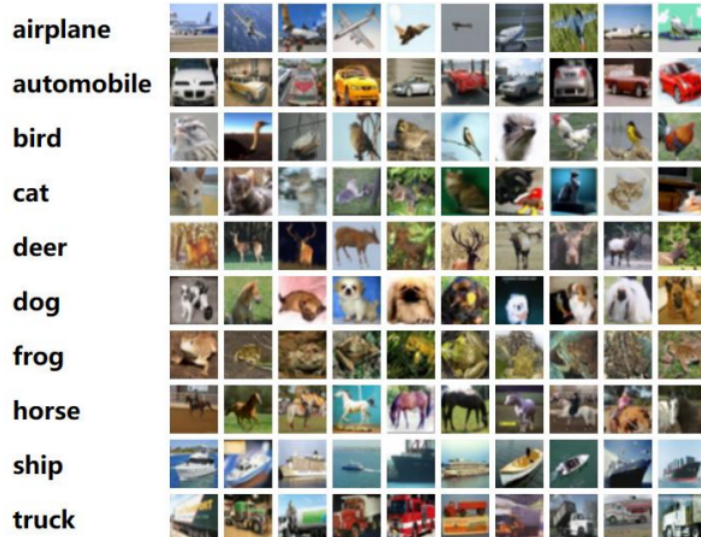 airplane
automobile
bird
cat
deer
dog
frog
horse
ship
truck